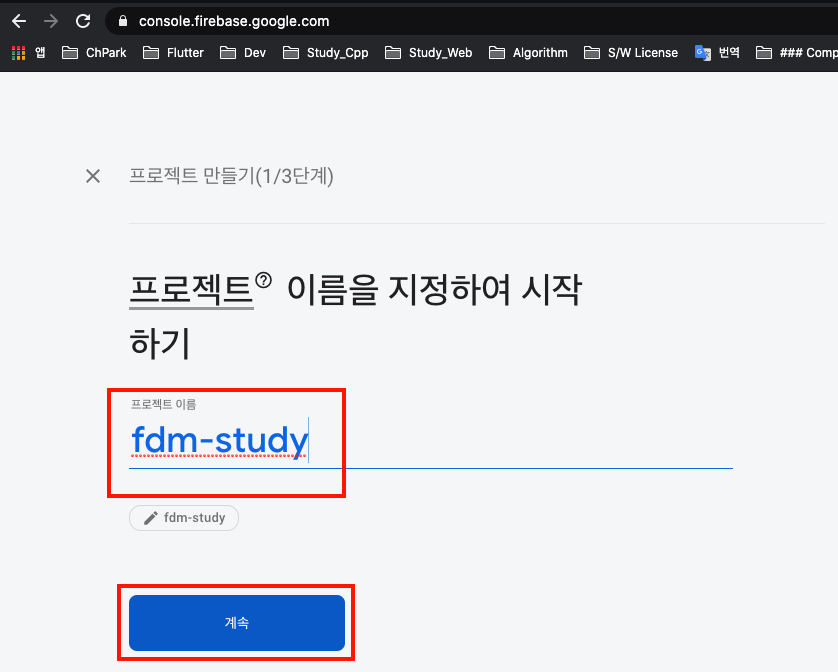 console.firebase.google.com
앱 ChPark Flutter Dev Study_Cpp Study_Web Algorithm S/W License 번역 ### Comp
프로젝트 만들기(1/3단계)
프로젝트 이름을 지정하여 시작
하기
프로젝트 이름
fdm-study
fdm-study
계속